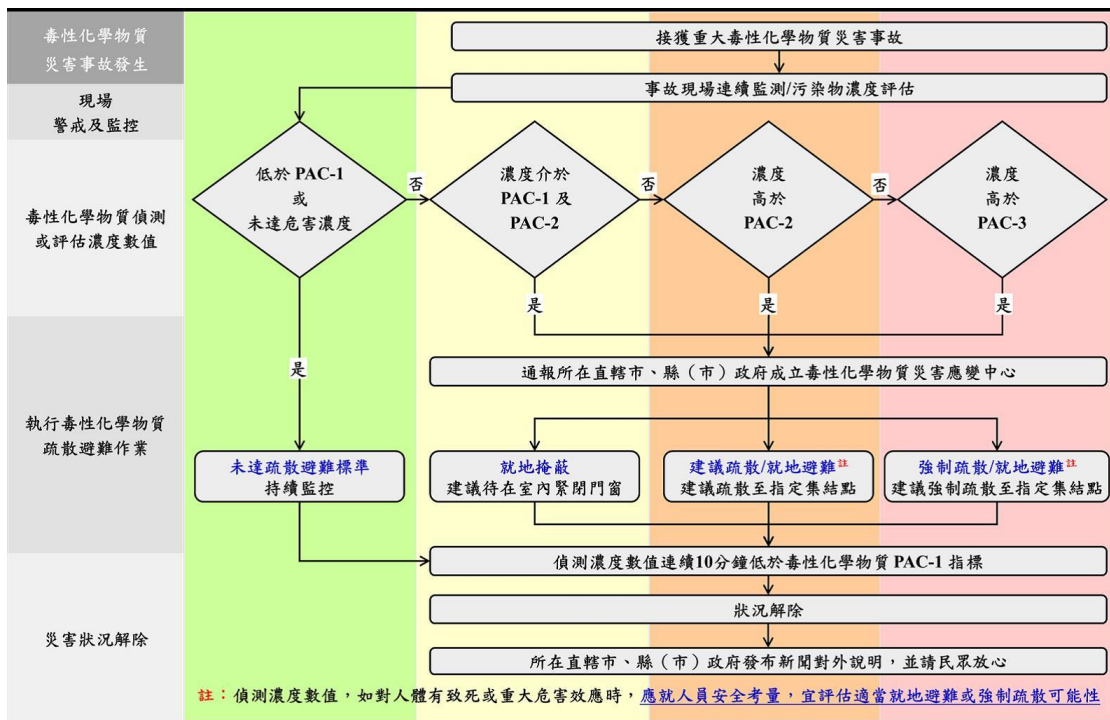 毒性化學物質
災害事故發生
接獲重大毒性化學物質災害事故
現場
警戒及監控
事故現場連續監測/污染物濃度評估
毒性化學物質偵測
或評估濃度數值
低於 PAC-1
或
未達危害濃度
否
濃度介於
PAC-1 及
PAC-2
否
濃度
高於
PAC-2
否
濃度
高於
PAC-3
是
是
是
是
執行毒性化學物質
疏散避難作業
通報所在直轄市、縣（市）政府成立毒性化學物質災害應變中心
未達疏散避難標準
持續監控
就地掩蔽
建議待在室內緊閉門窗
建議疏散/就地避難註
建議疏散至指定集結點
強制疏散/就地避難註
建議強制疏散至指定集結點
災害狀況解除
偵測濃度數值連續10分鐘低於毒性化學物質 PAC-1 指標
狀況解除
所在直轄市、縣（市）政府發布新聞對外說明，並請民眾放心
註：偵測濃度數值，如對人體有致死或重大危害效應時，應就人員安全考量，宜評估適當就地避難或強制疏散可能性